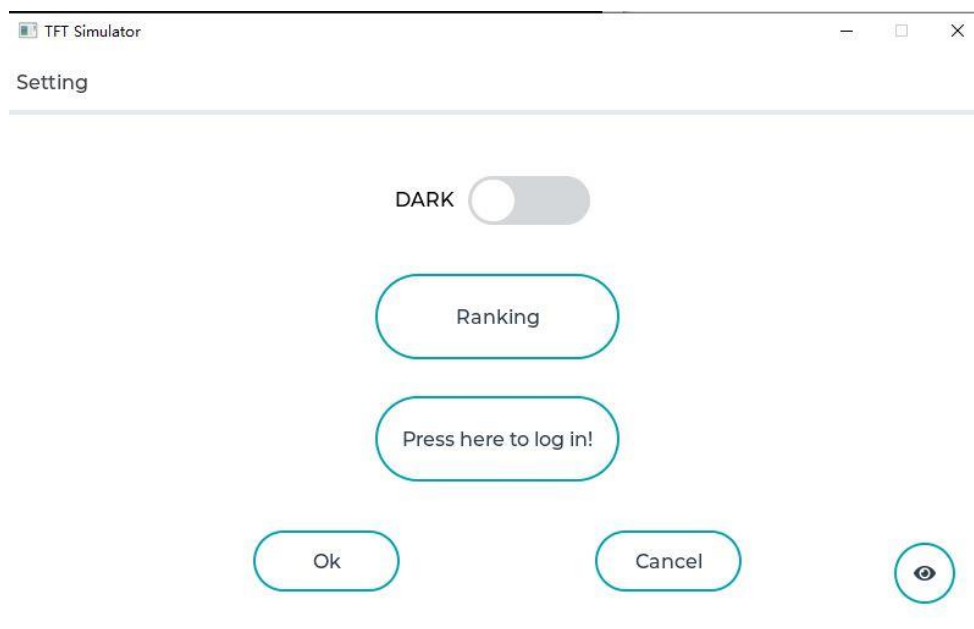 TFT Simulator
Setting
DARK
Ranking
Press here to log in!
Ok
Cancel